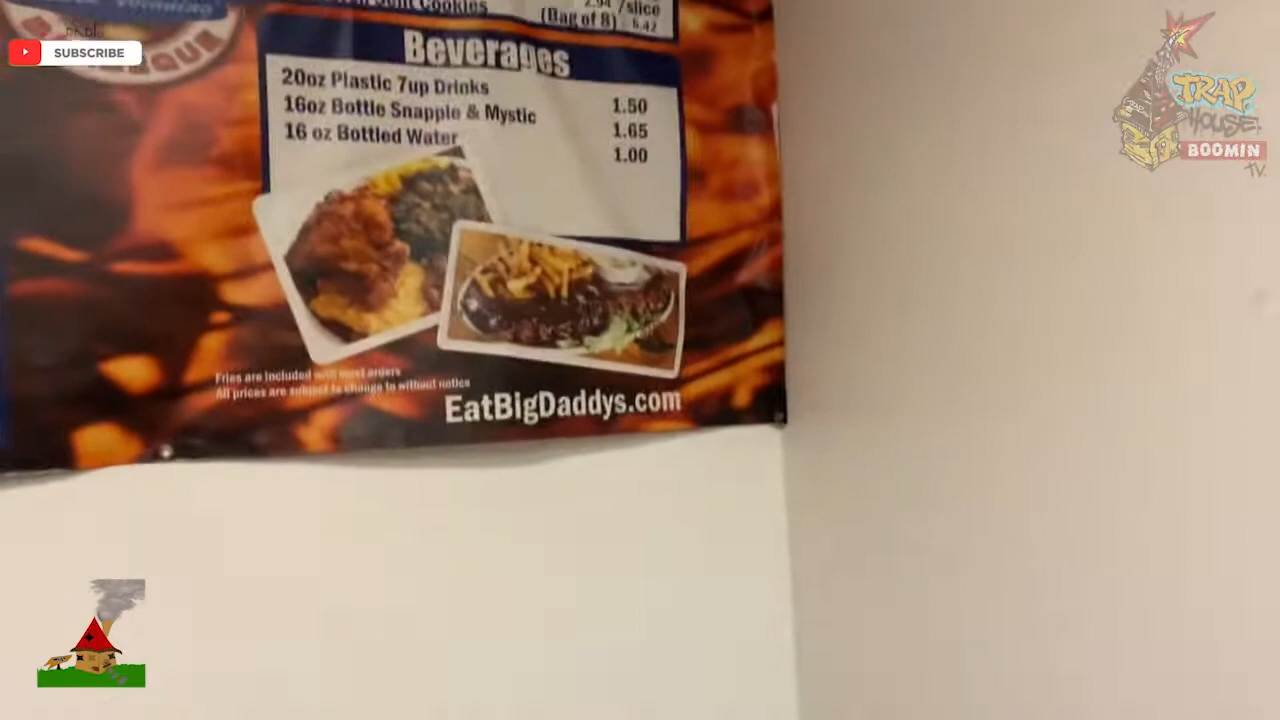 Cookies
/slice
(Bag of 8)
SUBSCRIBE
Beverages
20oz Plastic 7up Drinks 1.50
16oz Bottle Snapple & Mystic 1.65
16 oz Bottled Water 1.00
Fries are included with most orders
All prices are subject to change to without notice
EatBigDaddys.com
TRAP
HOUSE
BOOMIN
TV.